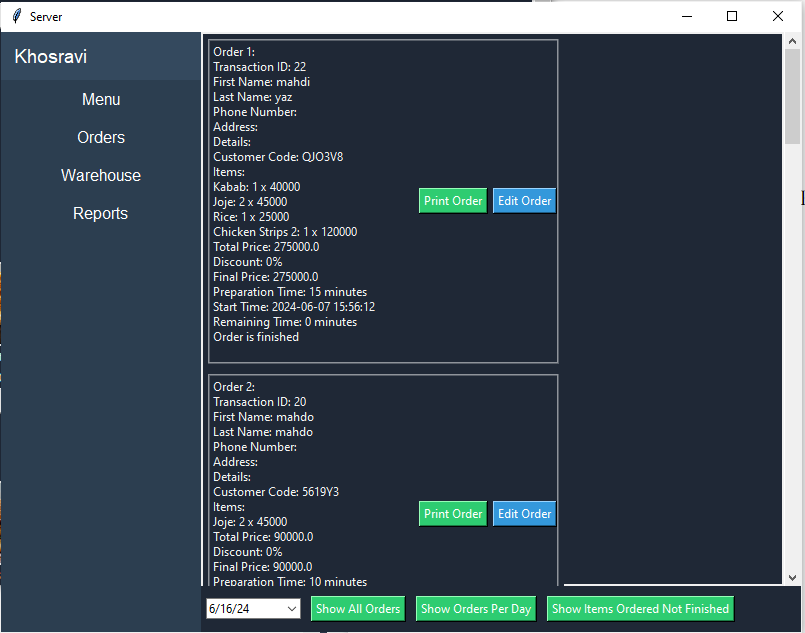 Server
Khosravi
Menu
Orders
Warehouse
Reports
Order 1:
Transaction ID: 22
First Name: mahdi
Last Name: yaz
Phone Number:
Address:
Details:
Customer Code: QJO3V8
Items:
Kabab: 1 x 40000
Joje: 2 x 45000
Rice: 1 x 25000
Chicken Strips 2: 1 x 120000
Total Price: 275000.0
Discount: 0%
Final Price: 275000.0
Preparation Time: 15 minutes
Start Time: 2024-06-07 15:56:12
Remaining Time: 0 minutes
Order is finished
Print Order Edit Order
Order 2:
Transaction ID: 20
First Name: mahdo
Last Name: mahdo
Phone Number:
Address:
Details:
Customer Code: 5619Y3
Items:
Joje: 2 x 45000
Total Price: 90000.0
Discount: 0%
Final Price: 90000.0
Preparation Time: 10 minutes
Print Order Edit Order
6/16/24 Show All Orders Show Orders Per Day Show Items Ordered Not Finished